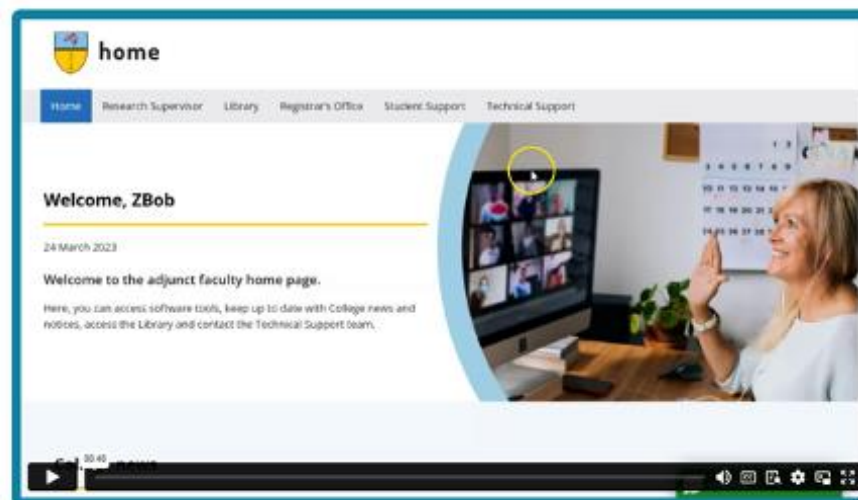 home
Home Research Supervisor Library Registrar's Office Student Support Technical Support
Welcome, ZBob
24 March 2023
Welcome to the adjunct faculty home page.
Here, you can access software tools, keep up to date with College news and
notices, access the Library and contact the Technical Support team.
00:40
news